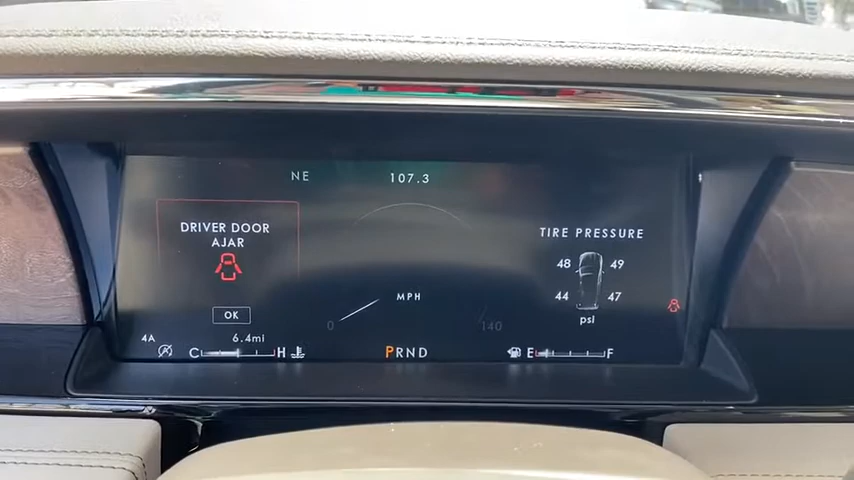 NE
107.3
DRIVER DOOR
AJAR
OK
TIRE PRESSURE
48 49
44 47
psi
MPH
0 140
4A
6.4mi
C H
PRND
E F